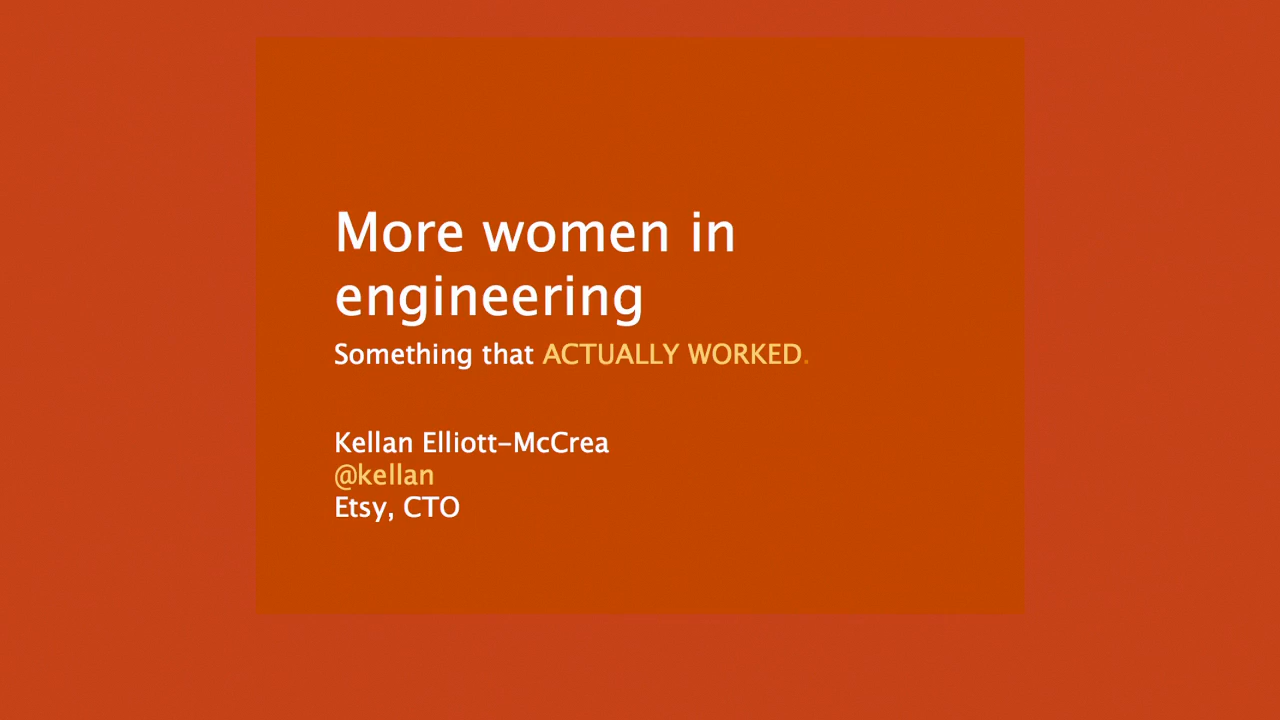 More women in
engineering
Something that ACTUALLY WORKED.
Kellan Elliott-McCrea
@kellan
Etsy, CTO